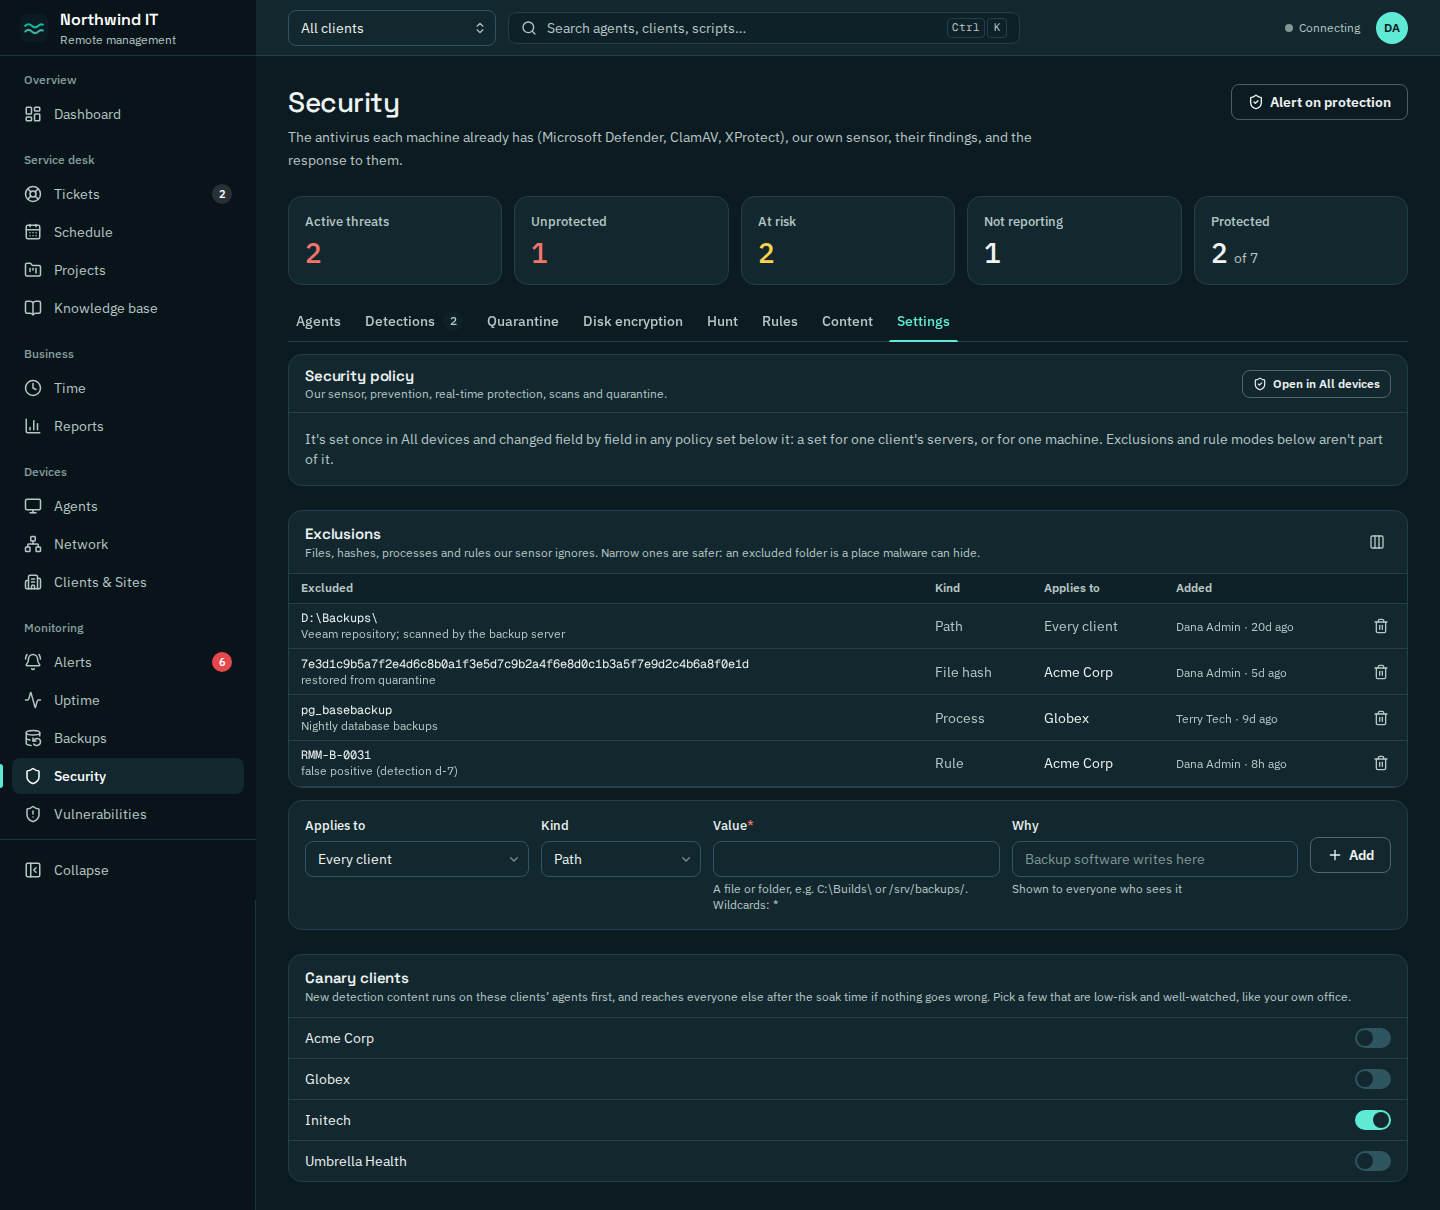 Northwind IT
Remote management
All clients
Search agents, clients, scripts...
Ctrl K
Connecting
DA
Overview
Dashboard
Service desk
Tickets 2
Schedule
Projects
Knowledge base
Business
Time
Reports
Devices
Agents
Network
Clients & Sites
Monitoring
Alerts 6
Uptime
Backups
Security
Vulnerabilities
Collapse
Security
Alert on protection
The antivirus each machine already has (Microsoft Defender, ClamAV, XProtect), our own sensor, their findings, and the
response to them.
Active threats
2
Unprotected
1
At risk
2
Not reporting
1
Protected
2 of 7
Agents Detections 2 Quarantine Disk encryption Hunt Rules Content Settings
Security policy
Our sensor, prevention, real-time protection, scans and quarantine.
Open in All devices
It's set once in All devices and changed field by field in any policy set below it: a set for one client's servers, or for one machine. Exclusions and rule modes below aren't part
of it.
Exclusions
Files, hashes, processes and rules our sensor ignores. Narrow ones are safer: an excluded folder is a place malware can hide.
Excluded Kind Applies to Added
D:\Backups\
Veeam repository; scanned by the backup server
Path Every client Dana Admin · 20d ago
7e3d1c9b5a7f2e4d6c8b0a1f3e5d7c9b2a4f6e8d0c1b3a5f7e9d2c4b6a8f0e1d
restored from quarantine
File hash Acme Corp Dana Admin · 5d ago
pg_basebackup
Nightly database backups
Process Globex Terry Tech · 9d ago
RMM-B-0031
false positive (detection d-7)
Rule Acme Corp Dana Admin · 8h ago
Applies to Kind Value* Why
Every client Path Backup software writes here Add
A file or folder, e.g. C:\Builds\ or /srv/backups/.
Wildcards: *
Shown to everyone who sees it
Canary clients
New detection content runs on these clients’ agents first, and reaches everyone else after the soak time if nothing goes wrong. Pick a few that are low-risk and well-watched, like your own office.
Acme Corp
Globex
Initech
Umbrella Health